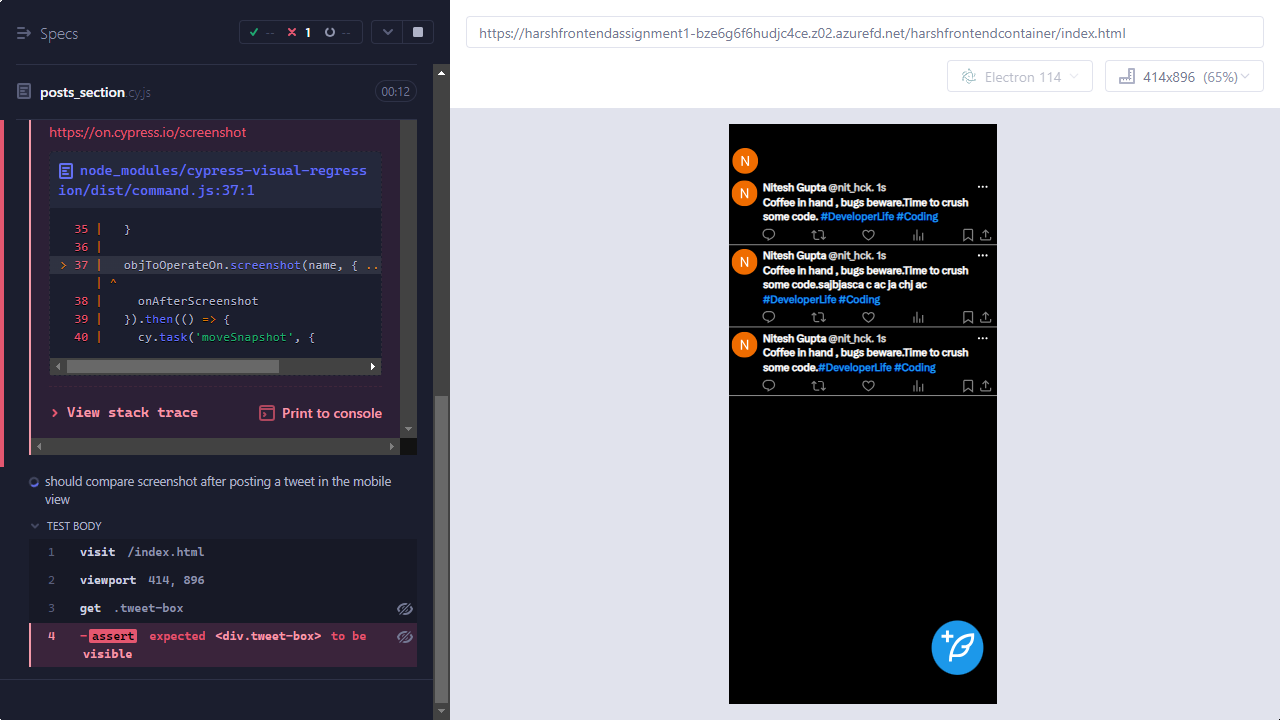 Specs
-- 1 --
posts_section.cy.js 00:12
https://on.cypress.io/screenshot
node_modules/cypress-visual-regress
ion/dist/command.js:37:1
35 | }
36 |
> 37 | objToOperateOn.screenshot(name, { ..
| ^
38 | onAfterScreenshot
39 | }).then(() => {
40 | cy.task('moveSnapshot', {
> View stack trace Print to console
should compare screenshot after posting a tweet in the mobile
view
TEST BODY
1 visit /index.html
2 viewport 414, 896
3 get .tweet-box
4 -assert expected <div.tweet-box> to be
visible
https://harshfrontendassignment1-bze6g6f6hudjc4ce.z02.azurefd.net/harshfrontendcontainer/index.html
Electron 114 414x896 (65%)
N
N Nitesh Gupta @nit_hck. 1s ...
Coffee in hand , bugs beware.Time to crush
some code. #DeveloperLife #Coding
N Nitesh Gupta @nit_hck. 1s ...
Coffee in hand , bugs beware.Time to crush
some code.sajbjasca c ac ja chj ac
#DeveloperLife #Coding
N Nitesh Gupta @nit_hck. 1s ...
Coffee in hand , bugs beware.Time to crush
some code.#DeveloperLife #Coding